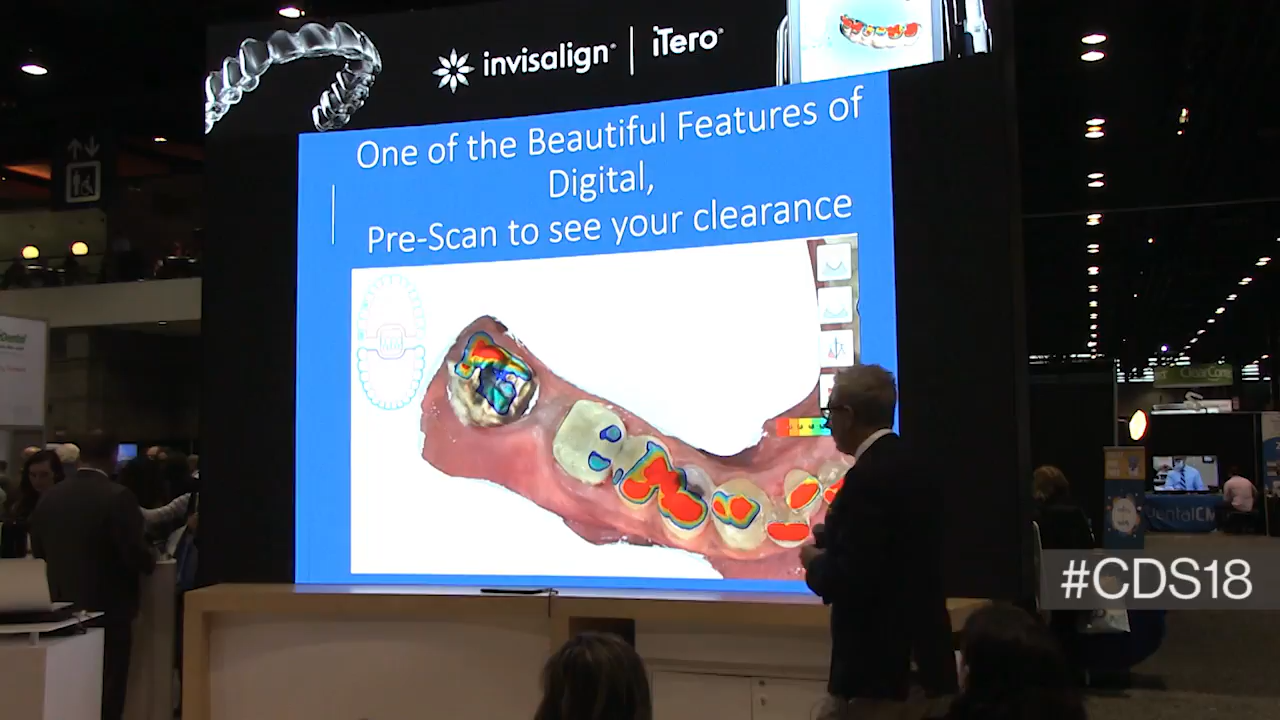 invisalign | iTero
One of the Beautiful Features of
Digital,
Pre-Scan to see your clearance
#CDS18
ClearCorrect